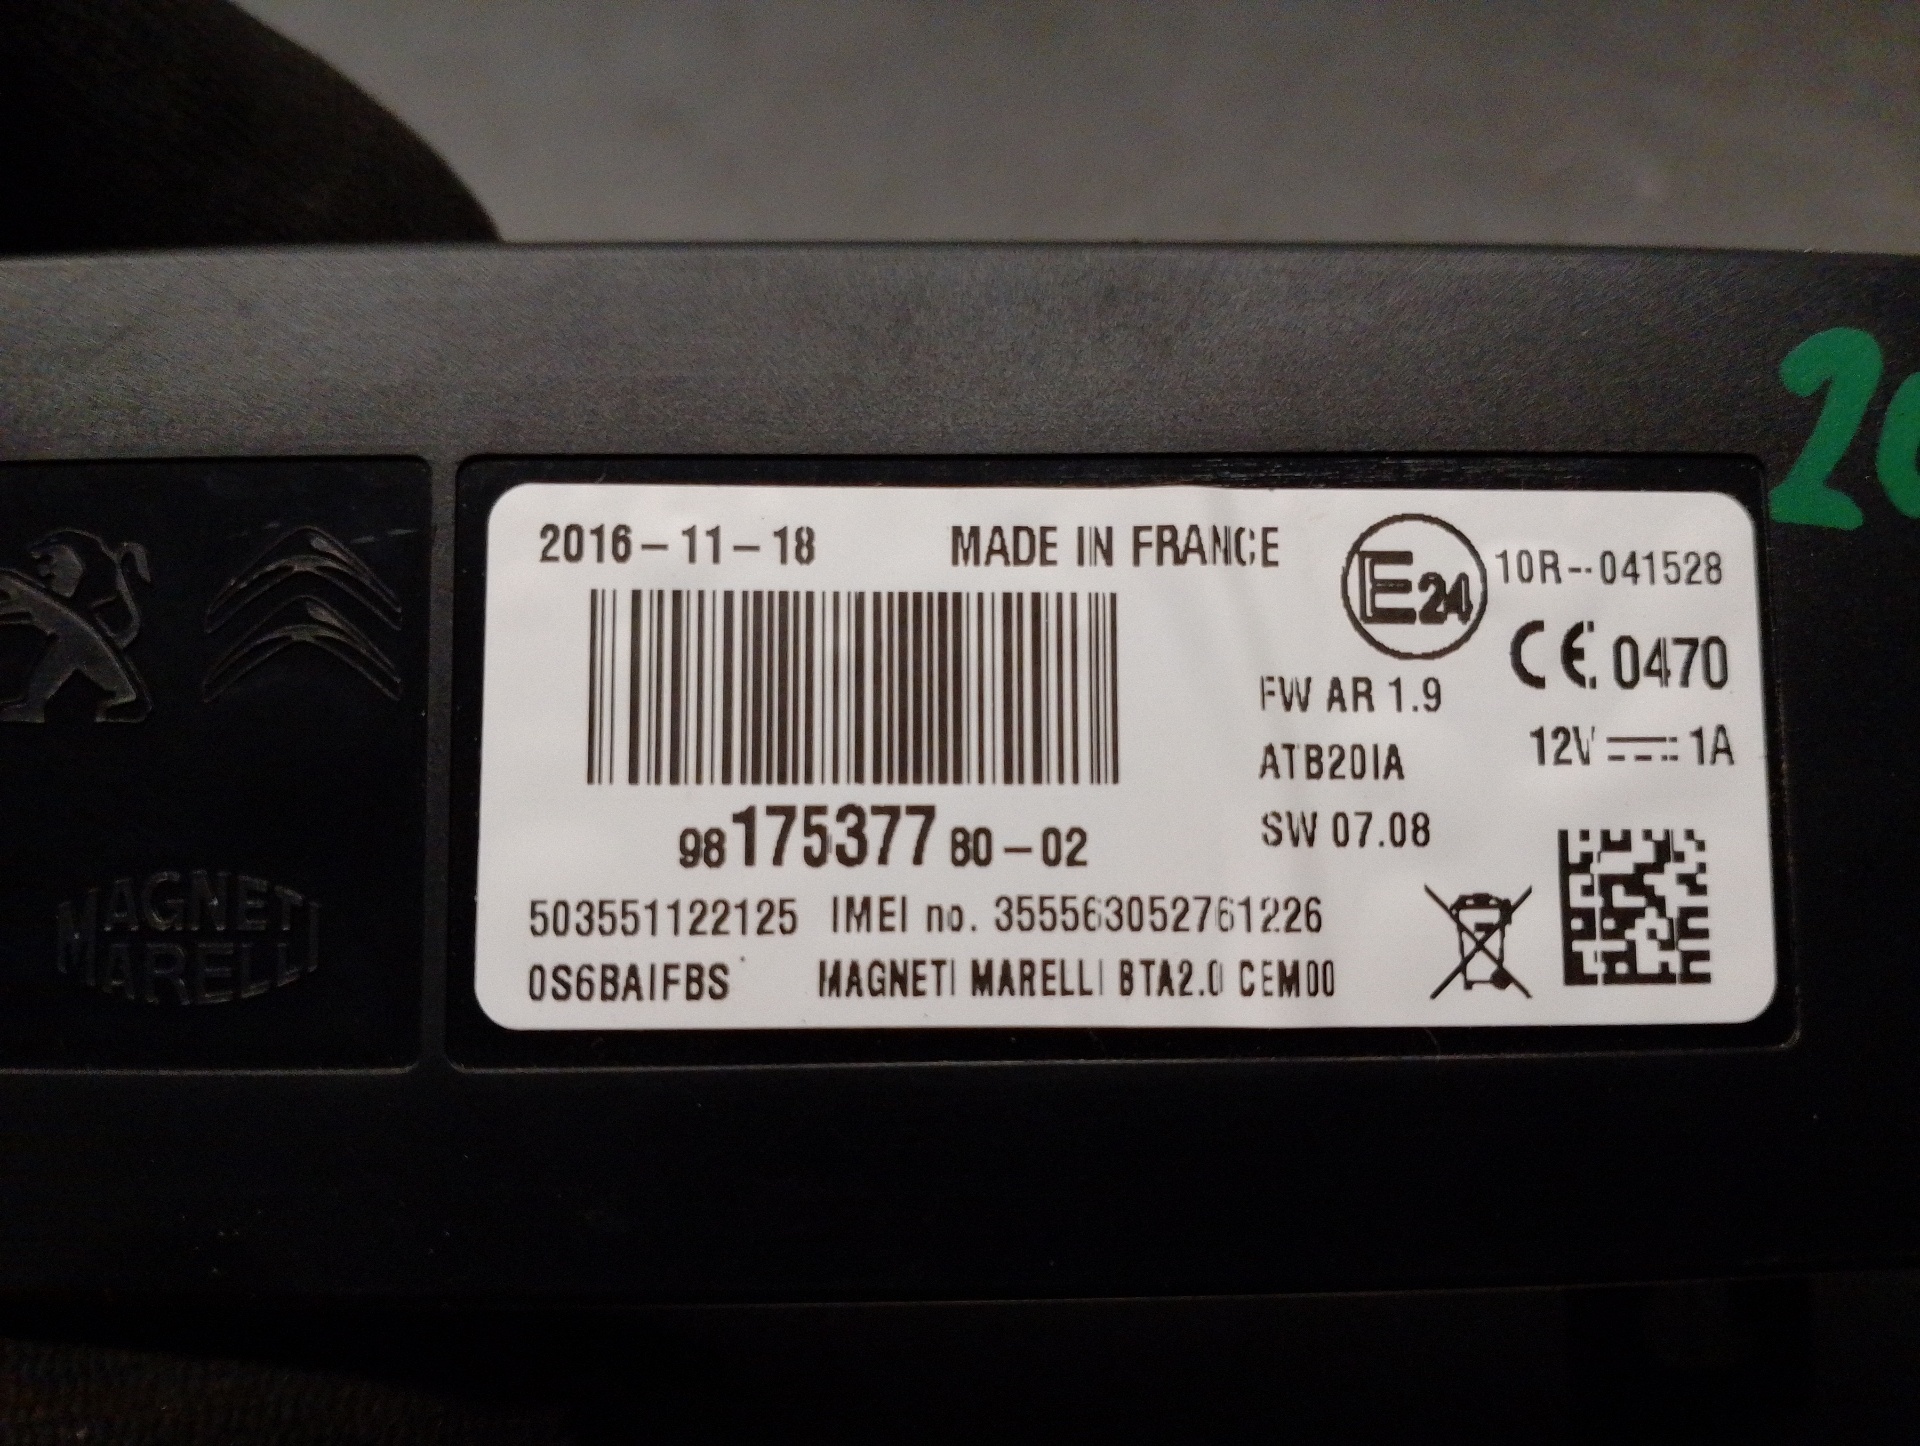 2016-11-18 MADE IN FRANCE
E24 10R-041528
CE 0470
FW AR 1.9
12V 1A
ATB20IA
9817537780-02
SW 07.08
503551122125 IMEI no. 355563052761226
0S6BAIFBS MAGNETI MARELLI BTA2.0 CEM00
MAGNETI
MARELLI